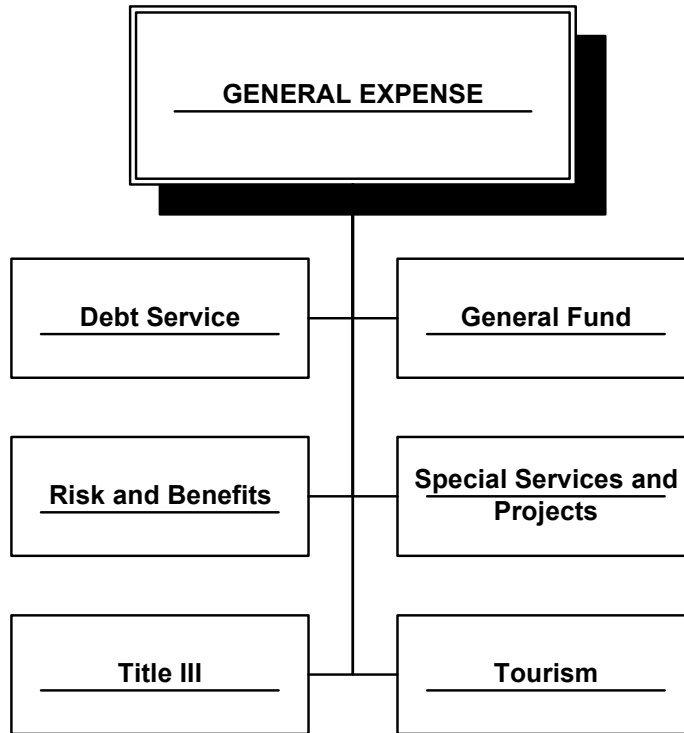 GENERAL EXPENSE
Debt Service
General Fund
Risk and Benefits
Special Services and
Projects
Title III
Tourism